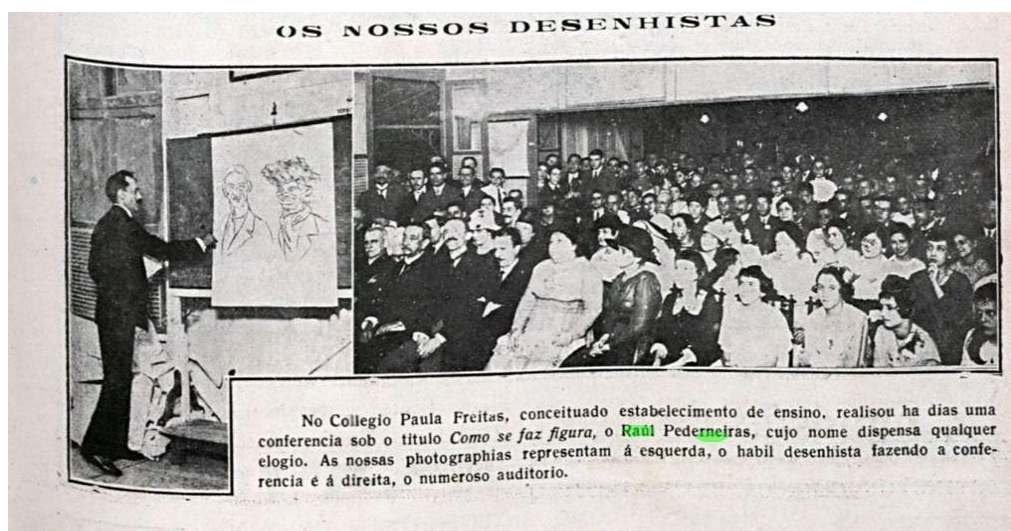 OS NOSSOS DESENHISTAS
No Collegio Paula Freitas, conceituado estabelecimento de ensino, realisou ha dias uma
conferencia sob o titulo Como se faz figura, o Raúl Pederneiras, cujo nome dispensa qualquer
elogio. As nossas photographias representam á esquerda, o habil desenhista fazendo a confe-
rencia é á direita, o numeroso auditorio.